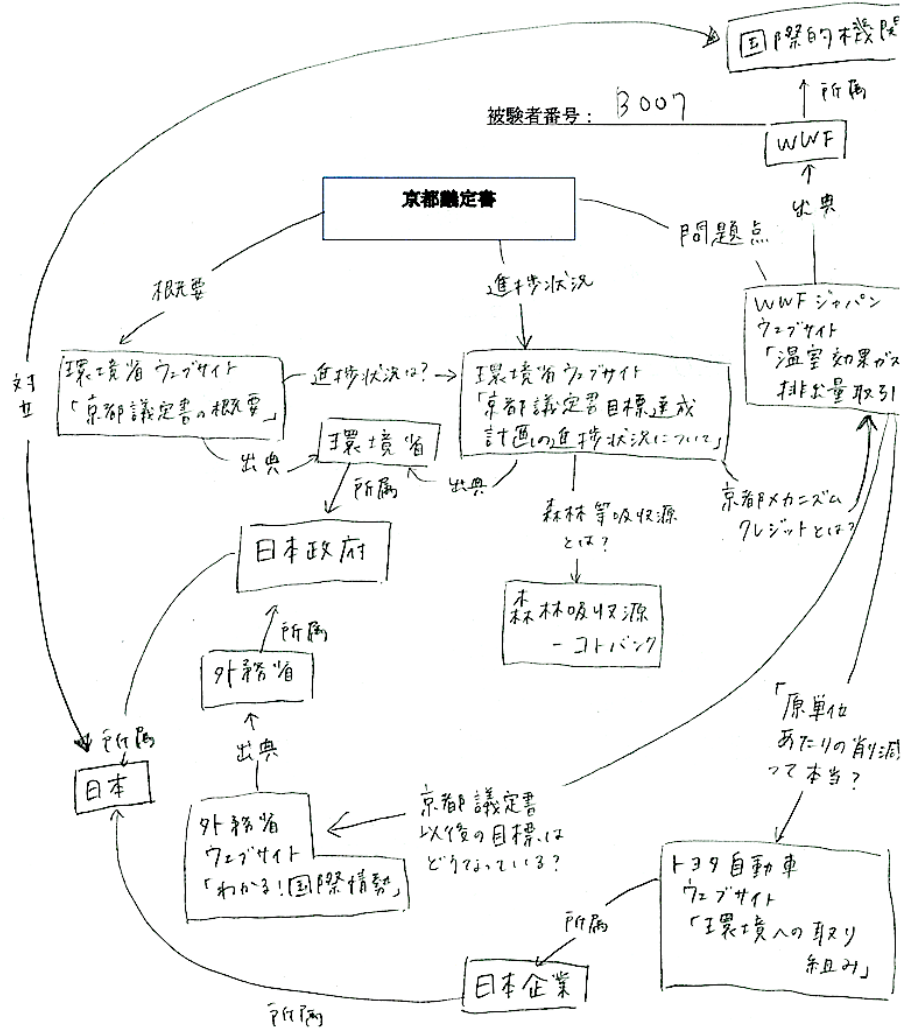 国際的機関
所属
被験者番号： B007
WWF
京都議定書
出典
問題点
概要
進捗状況
WWFジャパン
ウェブサイト
「温室効果ガス
排出量取引
対立
環境省ウェブサイト
「京都議定書の概要」
進捗状況は？
環境省ウェブサイト
「京都議定書目標達成
計画の進捗状況について」
出典
環境省
所属
出典
森林等吸収源
とは？
京都メカニズム
クレジットとは？
日本政府
森林吸収源
－コトバンク
所属
外務省
「原単位
あたりの削減
って本当？
所属
出典
日本
京都議定書
以後の目標は
どうなっている？
外務省
ウェブサイト
「わかる！国際情勢」
トヨタ自動車
ウェブサイト
「環境への取り
組み」
所属
日本企業
所属